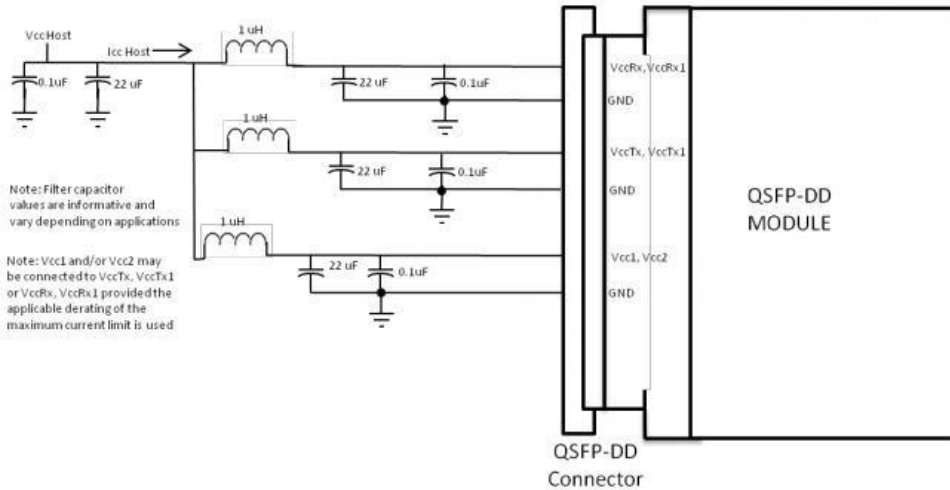 1 uH
Vcc Host
Icc Host
0.1uF
22 uF
22 uF
0.1uF
VccRx, VccRx1
GND
1 uH
VccTx, VccTx1
22 uF
0.1uF
GND
Note: Filter capacitor
values are informative and
vary depending on applications
QSFP-DD
MODULE
1 uH
Note: Vcc1 and/or Vcc2 may
be connected to VccTx, VccTx1
or VccRx, VccRx1 provided the
applicable derating of the
maximum current limit is used
Vcc1, Vcc2
22 uF
0.1uF
GND
QSFP-DD
Connector